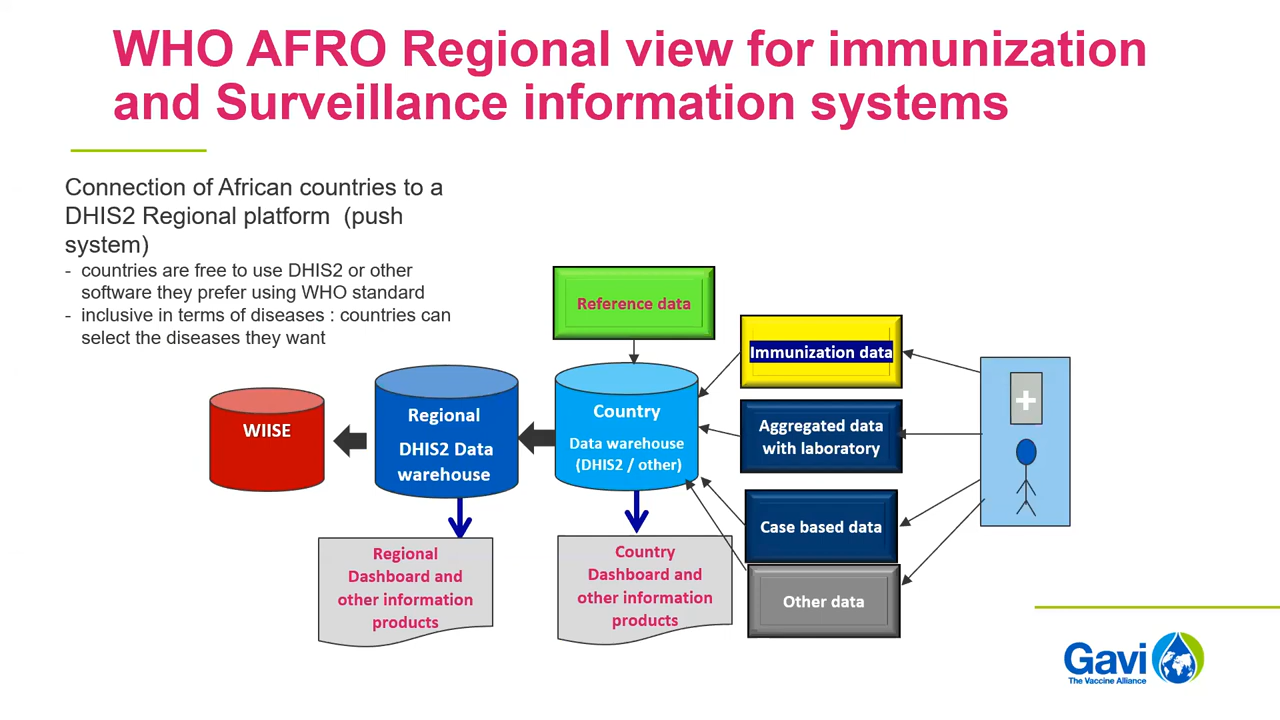 WHO AFRO Regional view for immunization
and Surveillance information systems
Connection of African countries to a
DHIS2 Regional platform  (push
system)
- countries are free to use DHIS2 or other
software they prefer using WHO standard
- inclusive in terms of diseases : countries can
select the diseases they want
Reference data
Immunization data
WIISE
Regional
DHIS2 Data
warehouse
Country
Data warehouse
(DHIS2 / other)
Aggregated data
with laboratory
Case based data
Other data
Regional
Dashboard and
other information
products
Country
Dashboard and
other information
products
Gavi
The Vaccine Alliance